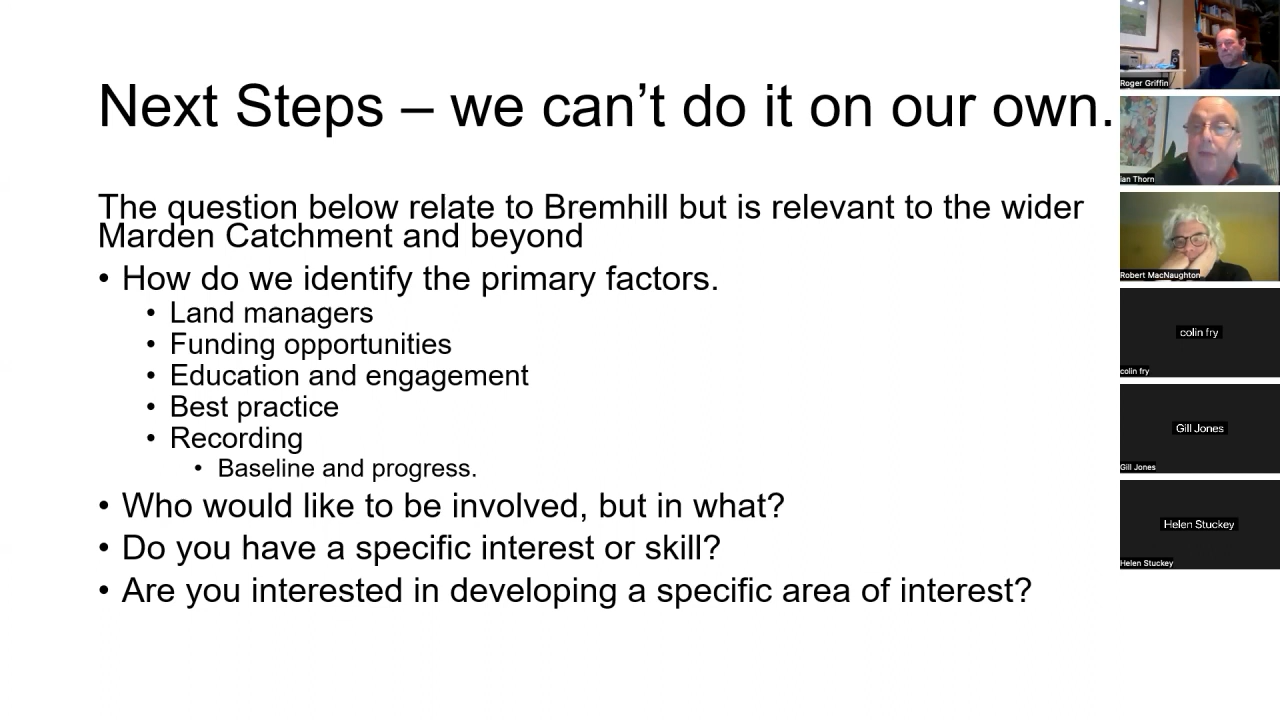 Next Steps – we can’t do it on our own.
The question below relate to Bremhill but is relevant to the wider
Marden Catchment and beyond
• How do we identify the primary factors.
• Land managers
• Funding opportunities
• Education and engagement
• Best practice
• Recording
• Baseline and progress.
• Who would like to be involved, but in what?
• Do you have a specific interest or skill?
• Are you interested in developing a specific area of interest?
Roger Griffin
Ian Thorn
Robert MacNaughton
colin fry
colin fry
Gill Jones
Gill Jones
Helen Stuckey
Helen Stuckey